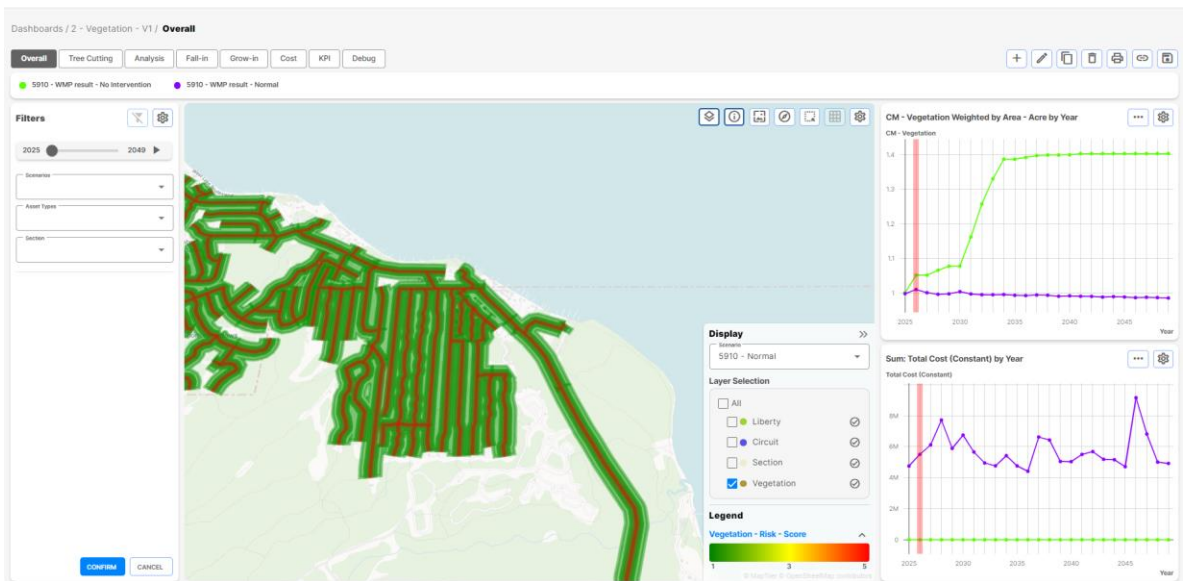 Dashboards / 2 - Vegetation - V1 / Overall
Overall Tree Cutting Analysis Fall-in Grow-in Cost KPI Debug
5910 - WMP result - No Intervention 5910 - WMP result - Normal
Filters
2025 2049
Scenarios
Asset Types
Section
CONFIRM CANCEL
Display
Scenario
5910 - Normal
Layer Selection
All
Liberty
Circuit
Section
Vegetation
Legend
Vegetation - Risk - Score
1 3 5
© MapTiler © OpenStreetMap contributors
CM - Vegetation Weighted by Area - Acre by Year
CM - Vegetation
1.4
1.3
1.2
1.1
1
2025 2030 2035 2040 2045
Year
Sum: Total Cost (Constant) by Year
Total Cost (Constant)
8M
6M
4M
2M
0
2025 2030 2035 2040 2045
Year